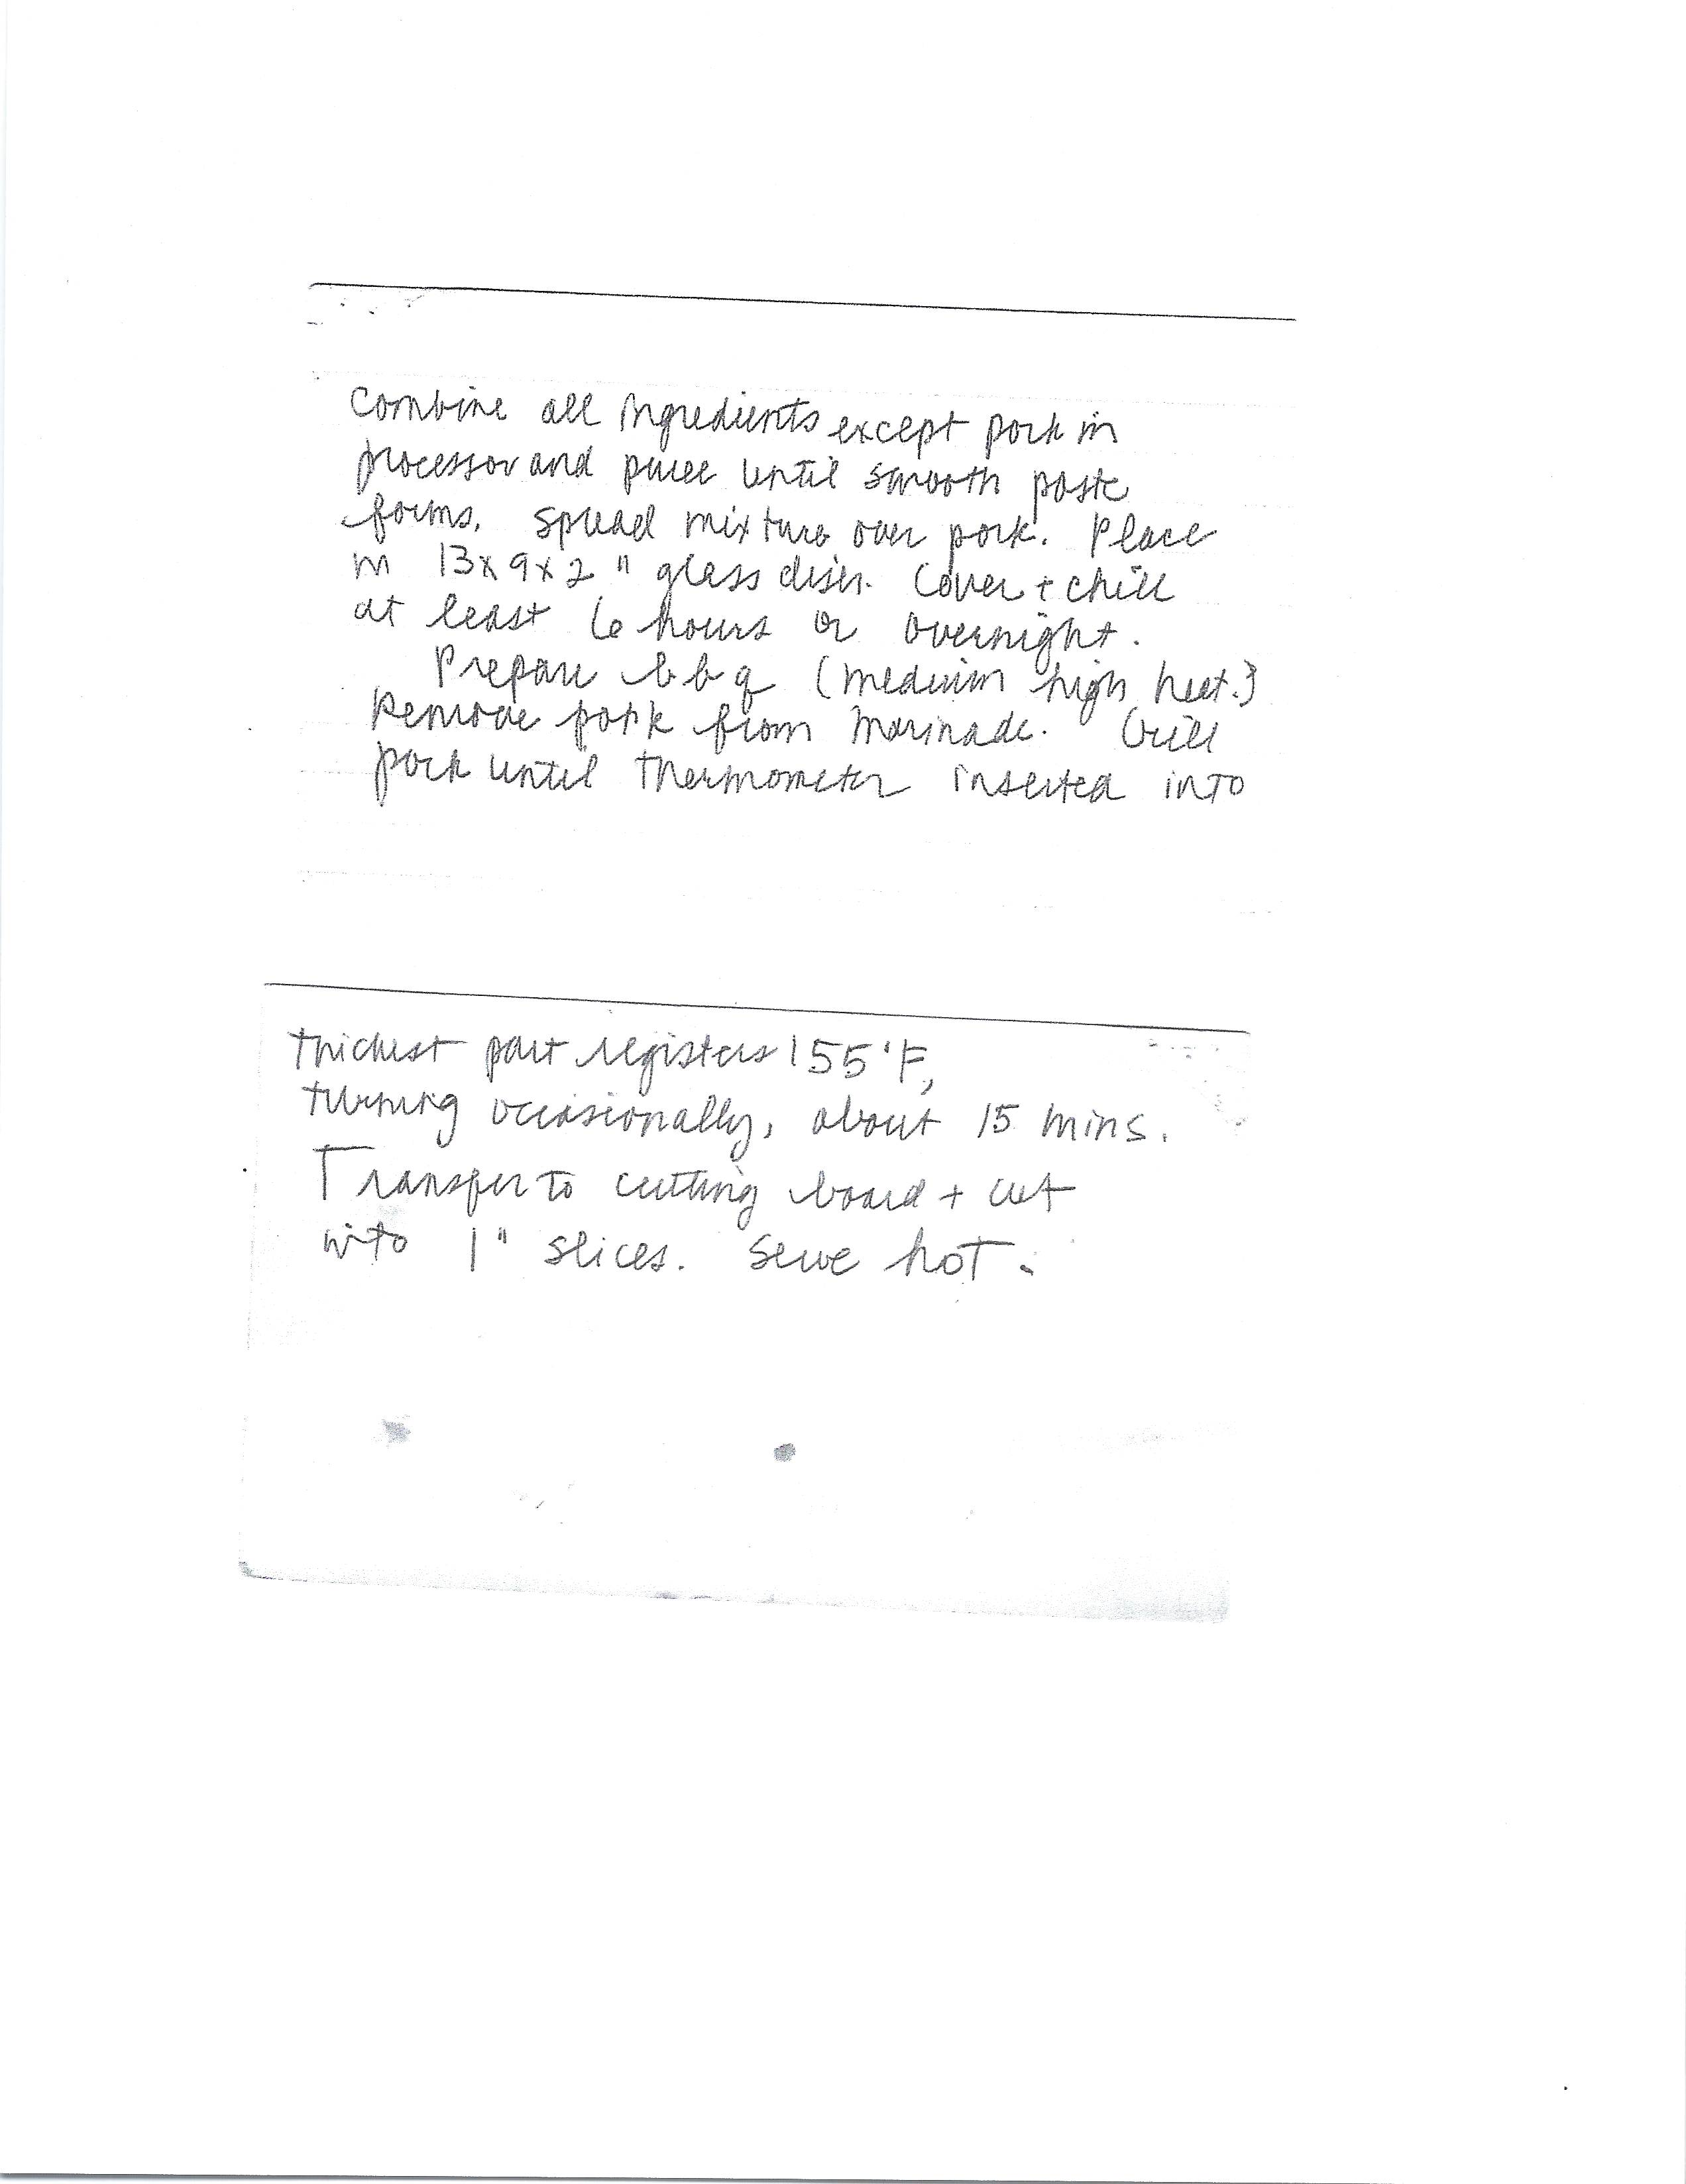 Combine all ingredients except pork in
processor and puree until smooth paste
forms. Spread mixture over pork. Place
in 13x9x2" glass dish. Cover + chill
at least 6 hours or overnight.
Prepare bbq (medium high heat.)
Remove pork from marinade. Grill
pork until thermometer inserted into
thickest part registers 155°F,
turning occasionally, about 15 mins.
Transfer to cutting board + cut
into 1" slices. Serve hot.